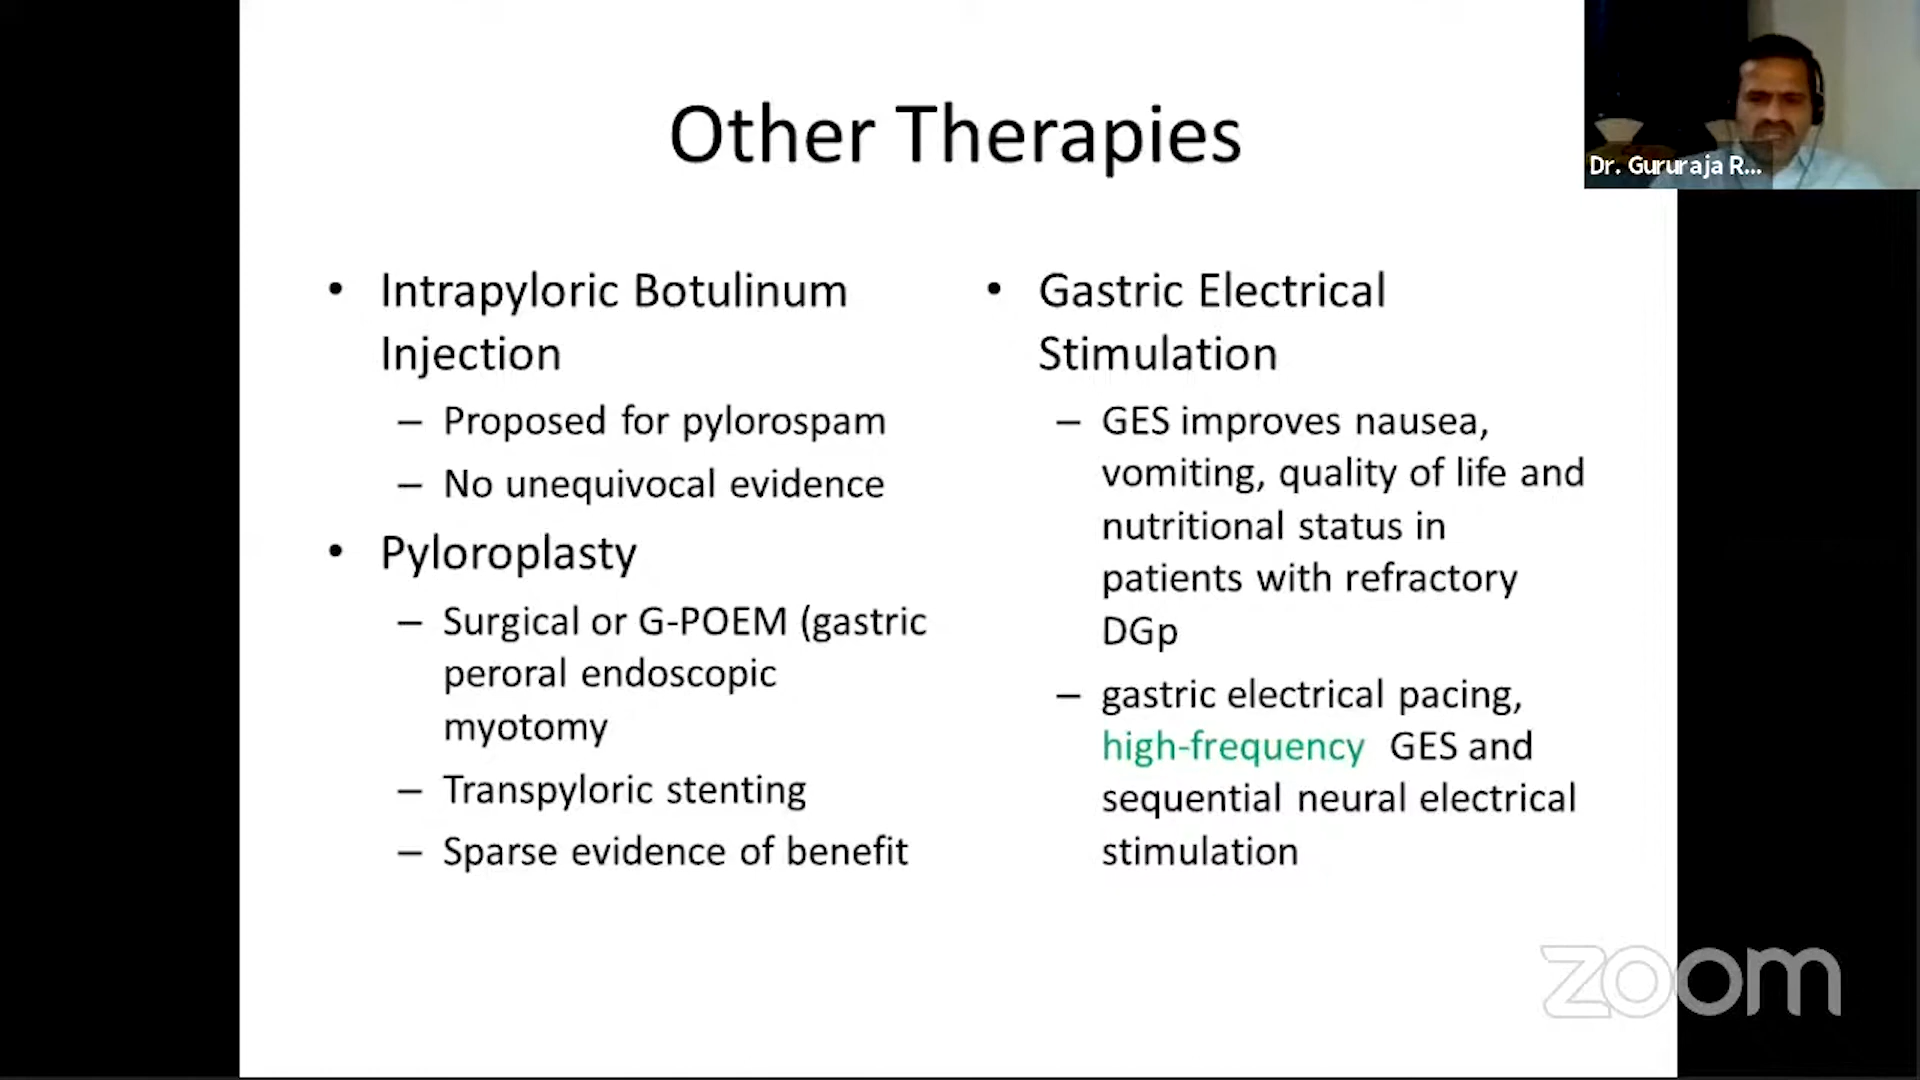 Other Therapies
Dr. Gururaja R...
• Intrapyloric Botulinum
Injection
– Proposed for pylorospam
– No unequivocal evidence
• Pyloroplasty
– Surgical or G-POEM (gastric
peroral endoscopic
myotomy
– Transpyloric stenting
– Sparse evidence of benefit
• Gastric Electrical
Stimulation
– GES improves nausea,
vomiting, quality of life and
nutritional status in
patients with refractory
DGp
– gastric electrical pacing,
high-frequency GES and
sequential neural electrical
stimulation
zoom